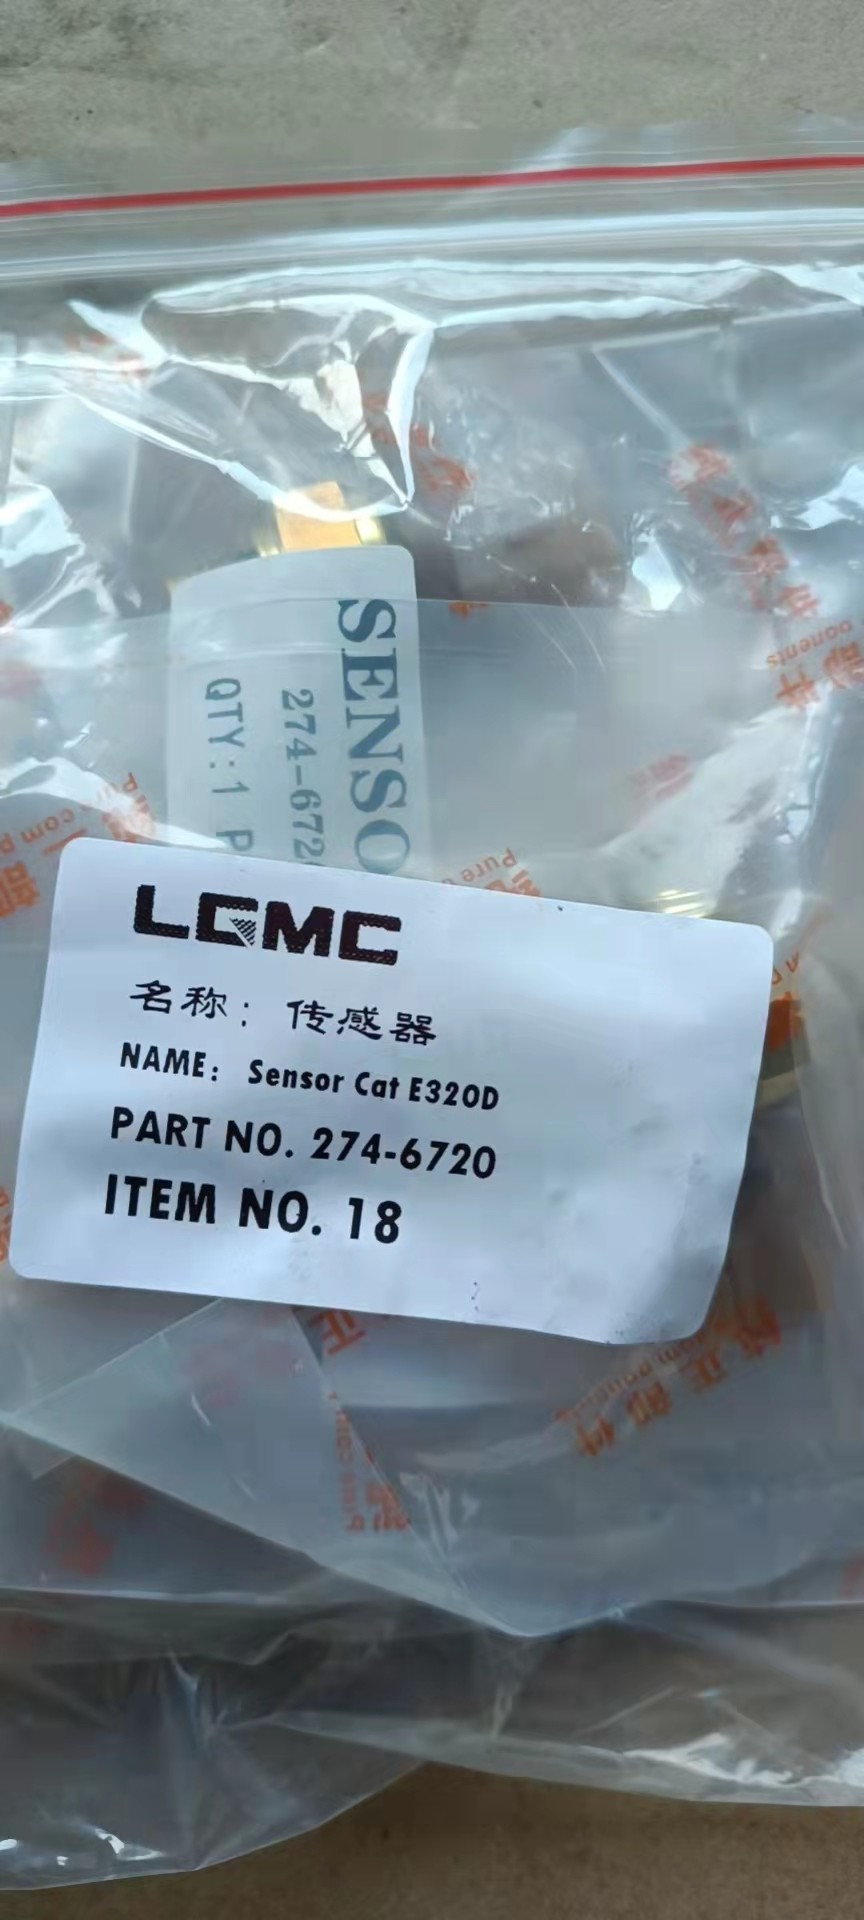 SENSO
274-672
QTY:1 P
LGMC
名称：传感器
NAME: Sensor Cat E320D
PART NO. 274-6720
ITEM NO. 18